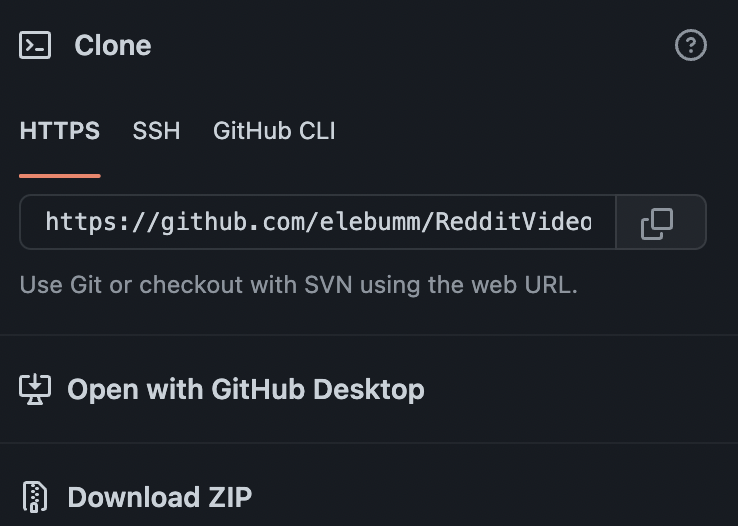 Clone
HTTPS SSH GitHub CLI
https://github.com/elebumm/RedditVideo
Use Git or checkout with SVN using the web URL.
Open with GitHub Desktop
Download ZIP